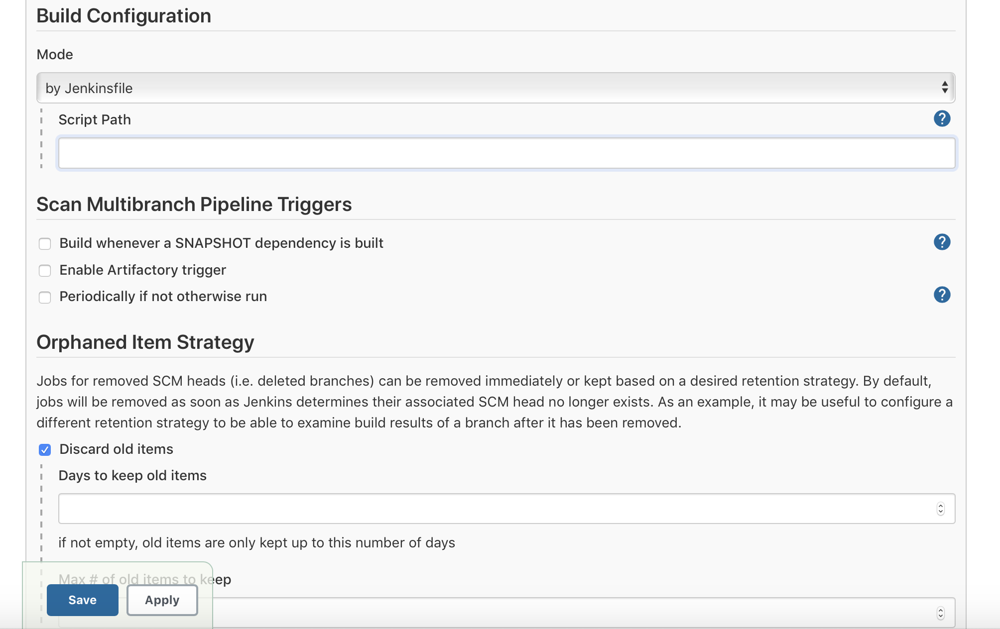 Build Configuration
Mode
by Jenkinsfile
Script Path
?
Scan Multibranch Pipeline Triggers
Build whenever a SNAPSHOT dependency is built
?
Enable Artifactory trigger
Periodically if not otherwise run
?
Orphaned Item Strategy
Jobs for removed SCM heads (i.e. deleted branches) can be removed immediately or kept based on a desired retention strategy. By default,
jobs will be removed as soon as Jenkins determines their associated SCM head no longer exists. As an example, it may be useful to configure a
different retention strategy to be able to examine build results of a branch after it has been removed.
Discard old items
Days to keep old items
if not empty, old items are only kept up to this number of days
Max # of old items to keep
Save
Apply